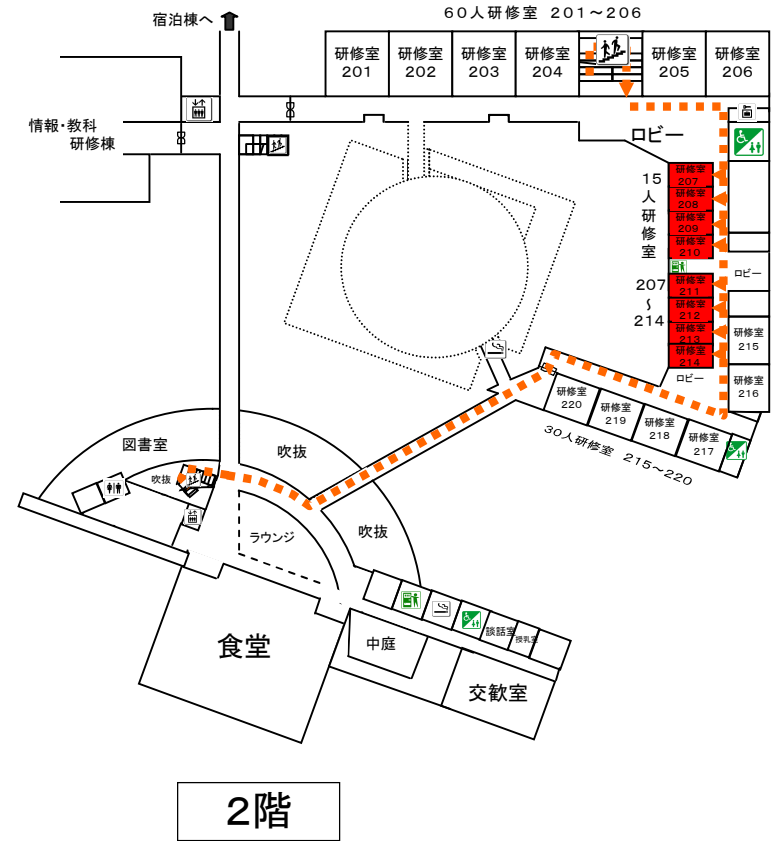 宿泊棟へ
60人研修室 201～206
研修室
201
研修室
202
研修室
203
研修室
204
研修室
205
研修室
206
情報・教科
研修棟
ロビー
15人研修室
207～214
研修室
207
研修室
208
研修室
209
研修室
210
研修室
211
研修室
212
研修室
213
研修室
214
ロビー
研修室
215
研修室
216
ロビー
研修室
220
研修室
219
研修室
218
研修室
217
30人研修室 215～220
図書室
吹抜
吹抜
吹抜
ラウンジ
食堂
中庭
談話室
授乳室
交歓室
2階